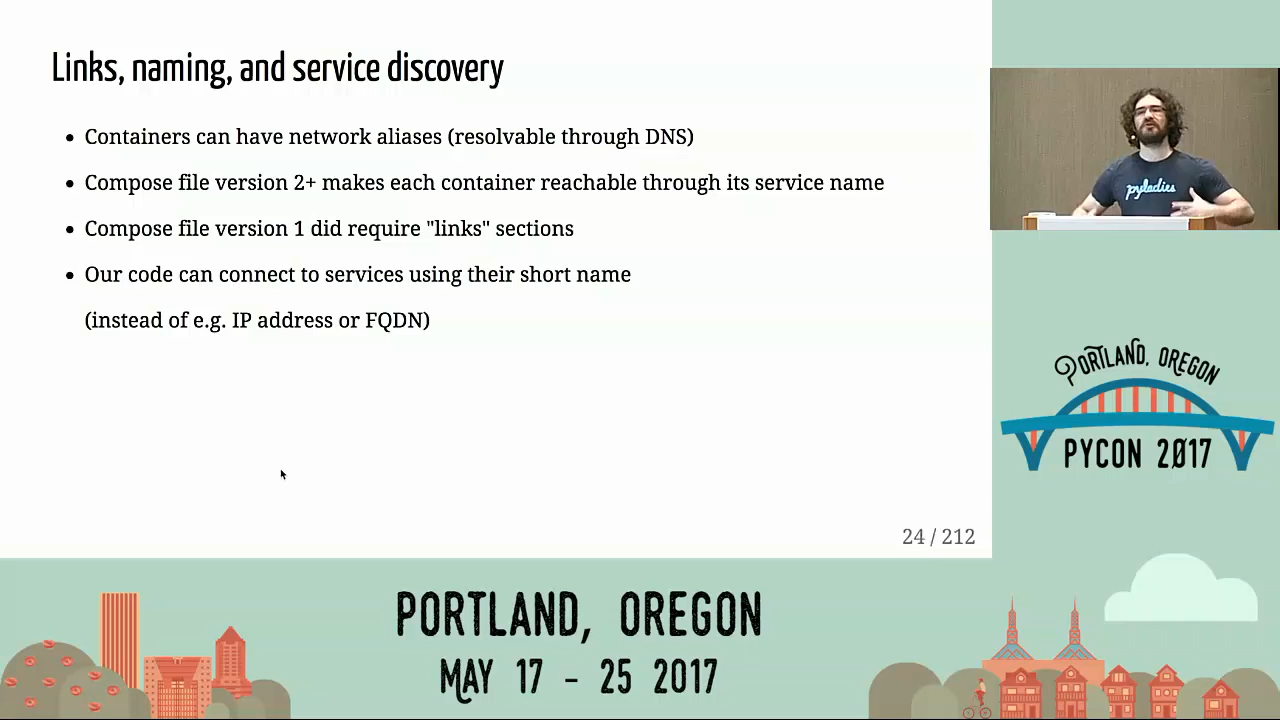 Links, naming, and service discovery
Containers can have network aliases (resolvable through DNS)
Compose file version 2+ makes each container reachable through its service name
Compose file version 1 did require "links" sections
Our code can connect to services using their short name
(instead of e.g. IP address or FQDN)
24 / 212
pyladies
PORTLAND, OREGON
PYCON 2017
PORTLAND, OREGON
MAY 17 - 25 2017